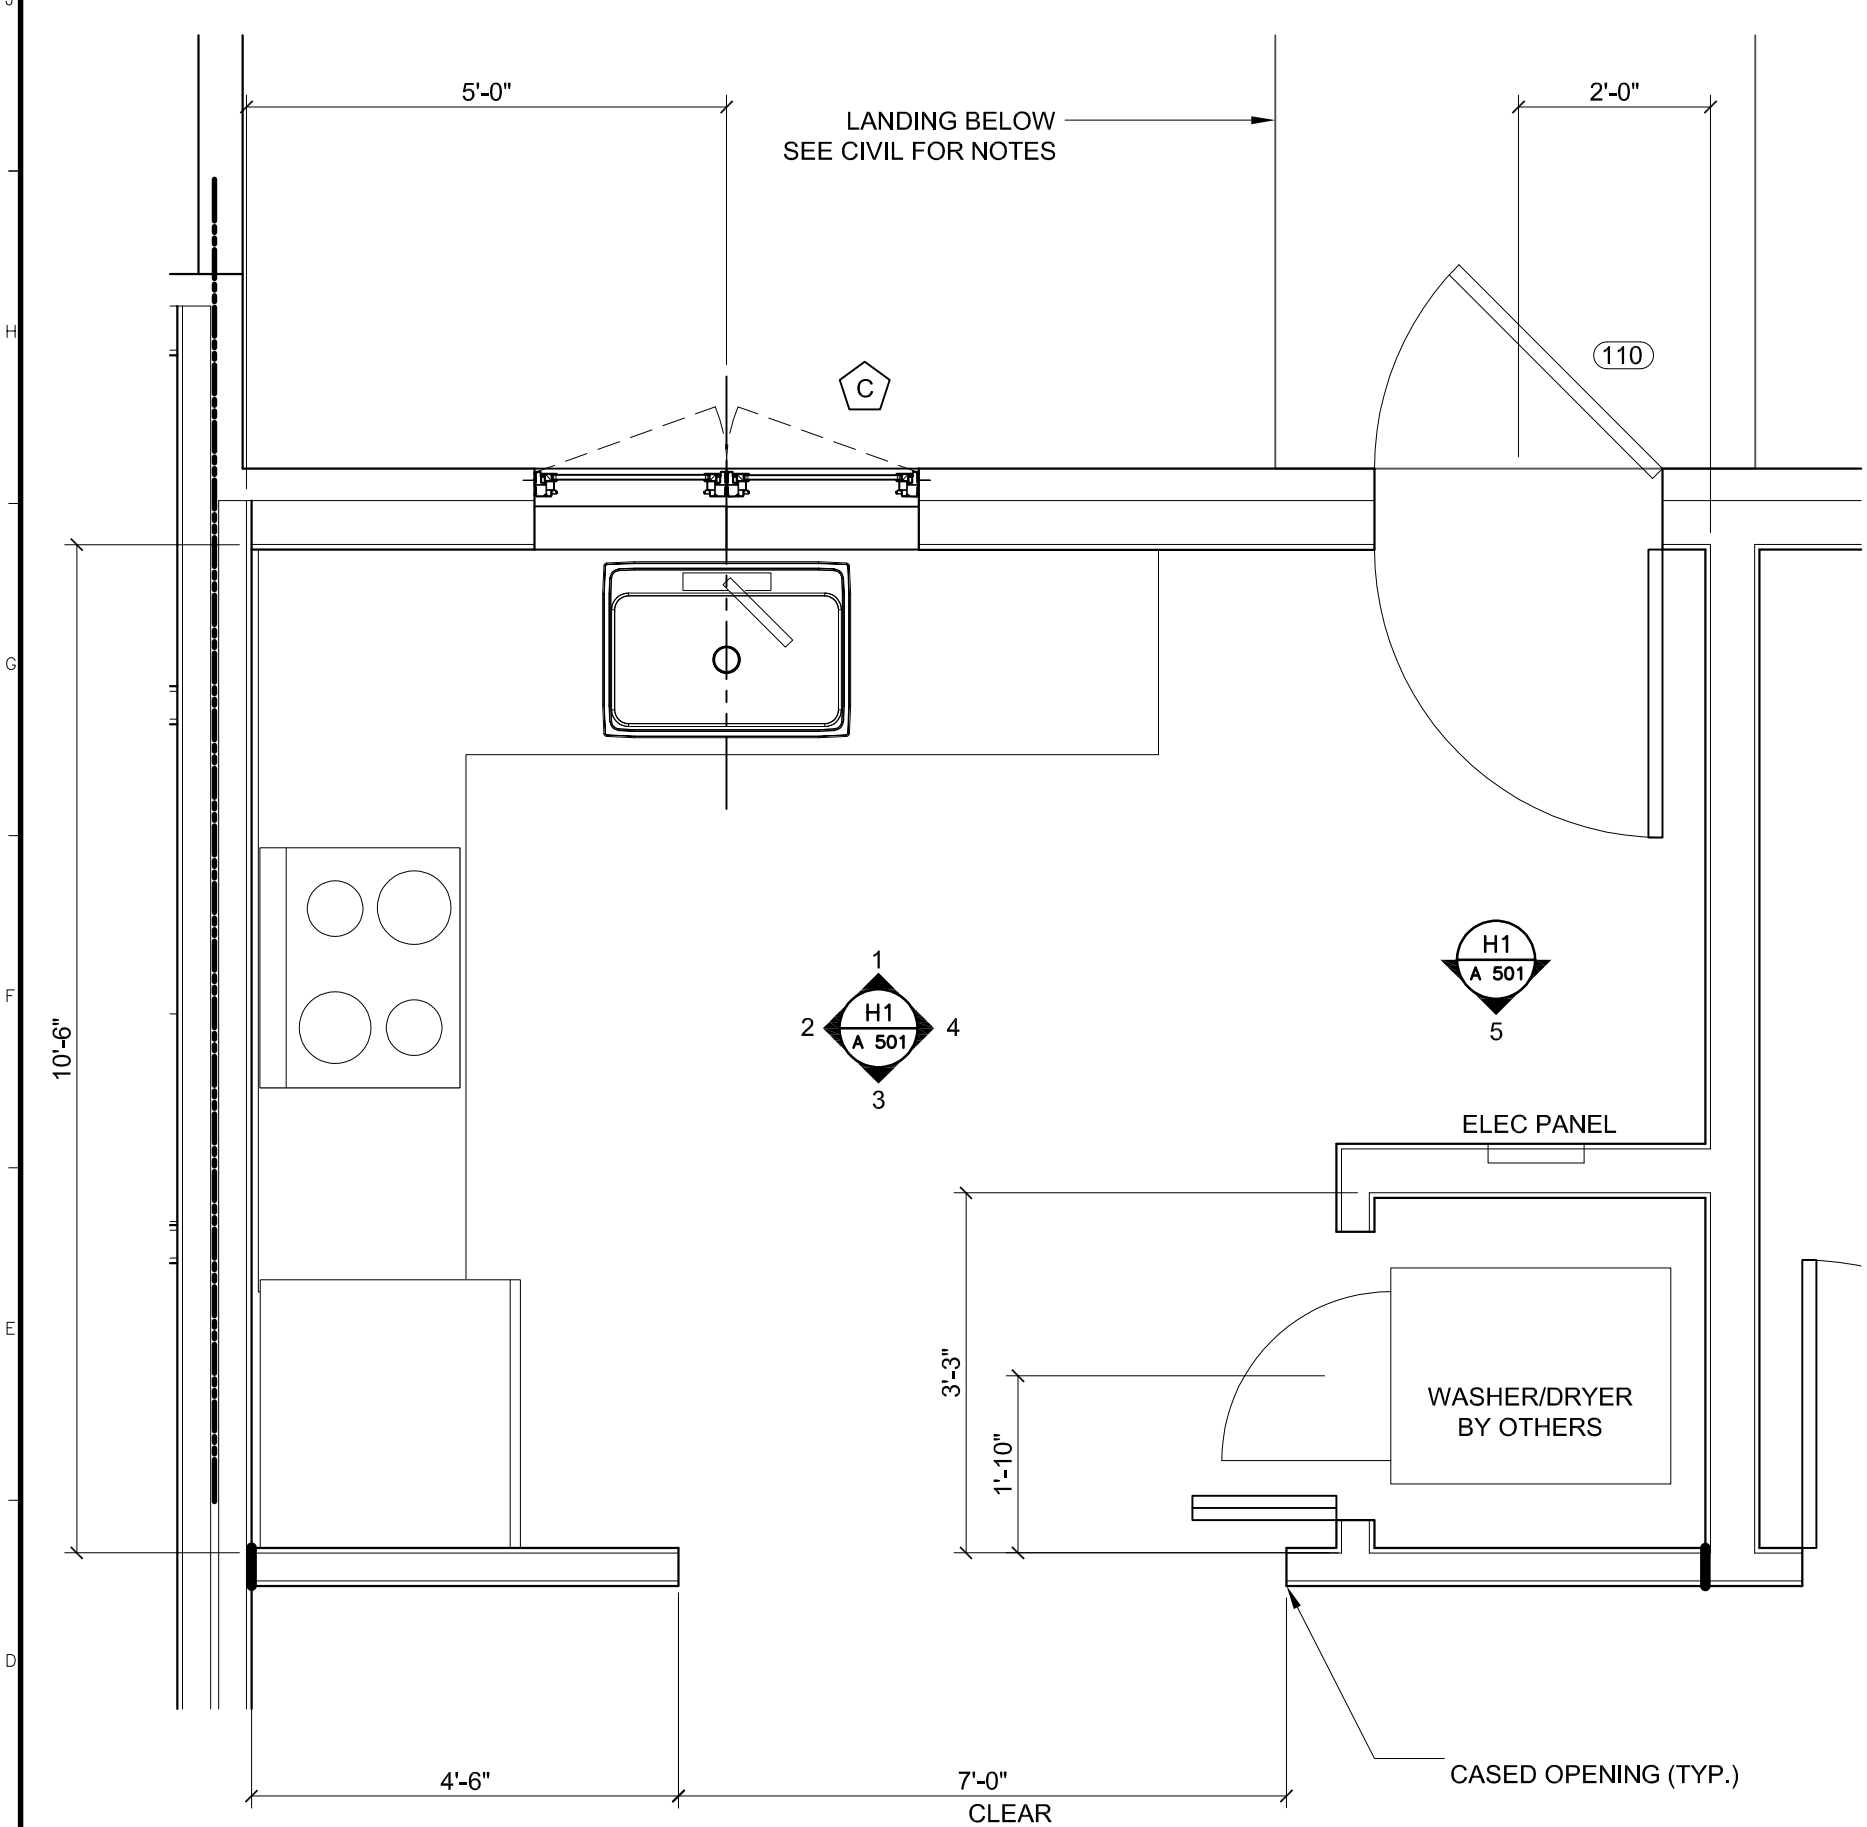 J
5'-0"
2'-0"
LANDING BELOW
SEE CIVIL FOR NOTES
H
110
C
G
1
H1
A 501
2
H1
A 501
4
3
5
F
10'-6"
ELEC PANEL
E
3'-3"
1'-10"
WASHER/DRYER
BY OTHERS
D
4'-6"
7'-0"
CLEAR
CASED OPENING (TYP.)